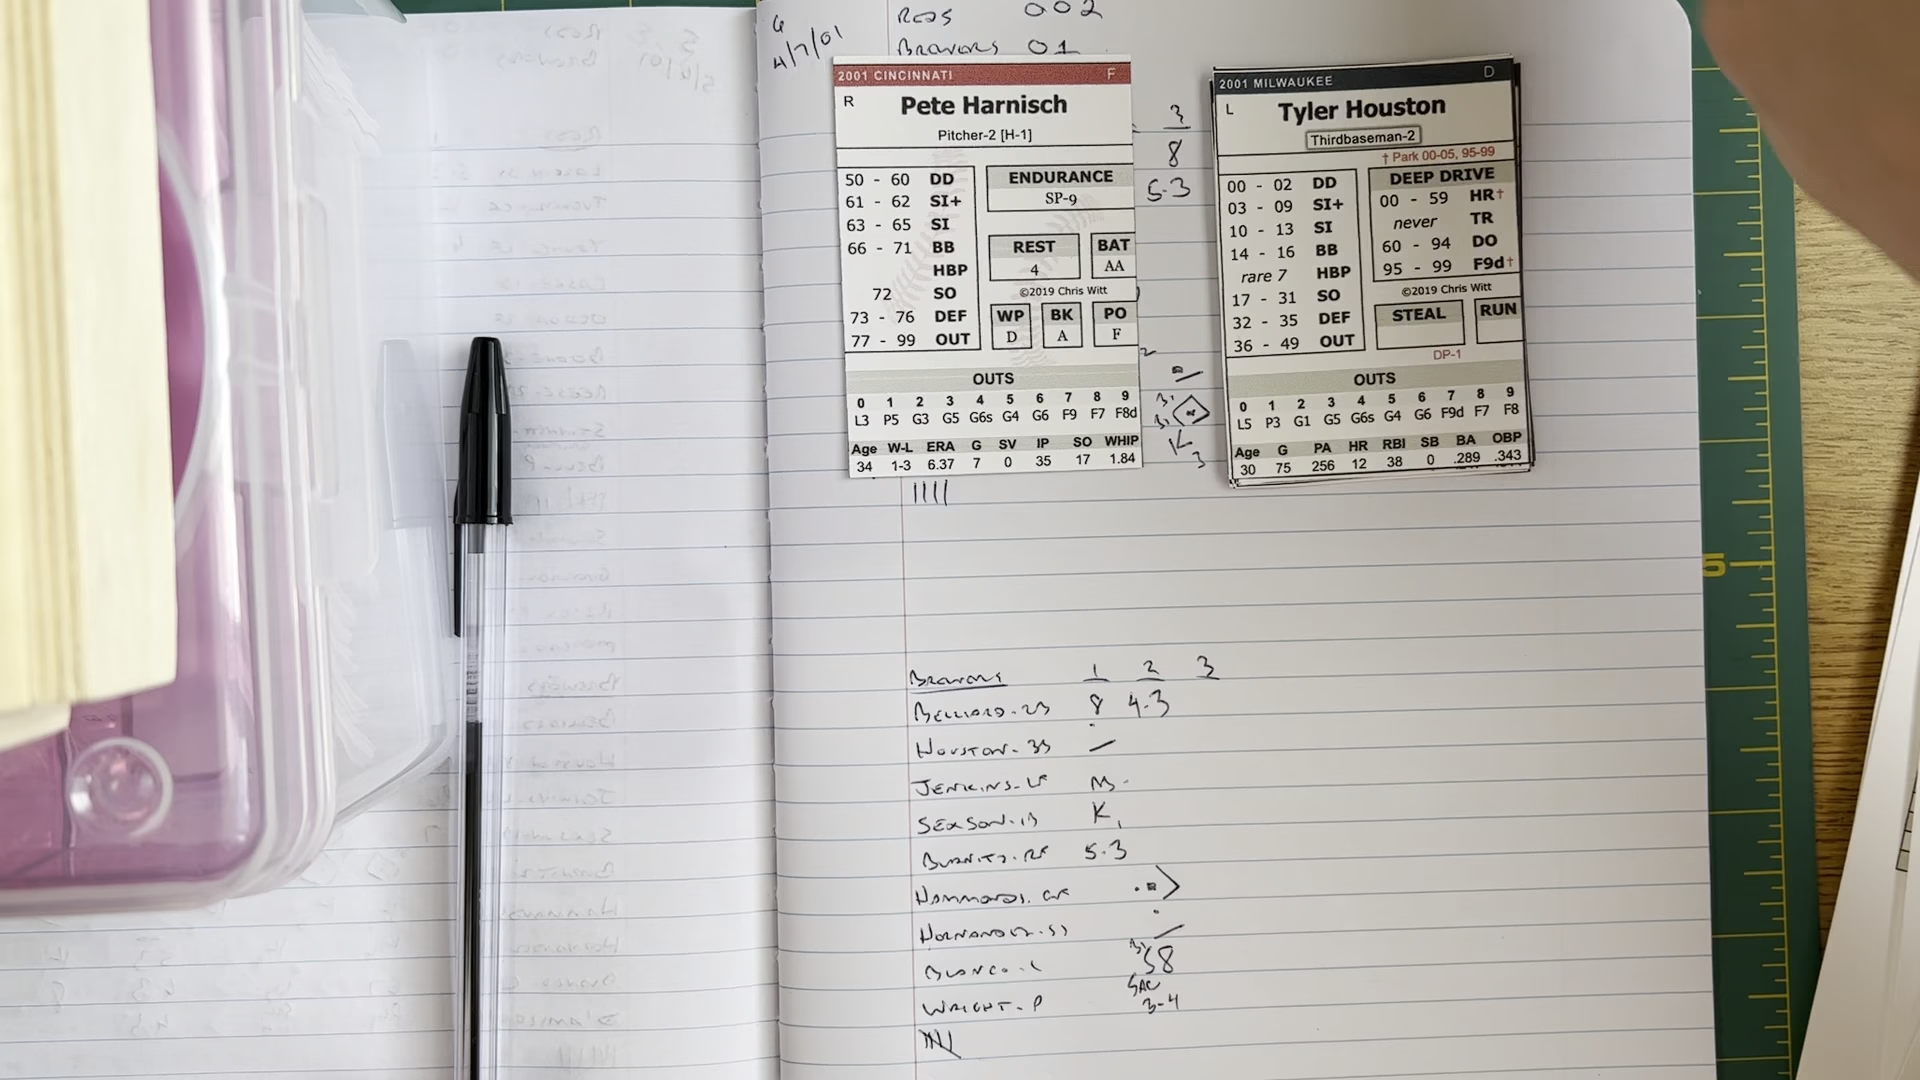 6
4/7/01
REDS 002
BREWERS 01
2001 CINCINNATI F
R Pete Harnisch
Pitcher-2 [H-1]
50 - 60 DD
61 - 62 SI+
63 - 65 SI
66 - 71 BB
HBP
72 SO
73 - 76 DEF
77 - 99 OUT
ENDURANCE
SP-9
REST
4
BAT
AA
©2019 Chris Witt
WP
D
BK
A
PO
F
OUTS
0 1 2 3 4 5 6 7 8 9
L3 P5 G3 G5 G6s G4 G6 F9 F7 F8d
Age W-L ERA G SV IP SO WHIP
34 1-3 6.37 7 0 35 17 1.84
3
8
5-3
K
3
2001 MILWAUKEE D
L Tyler Houston
Thirdbaseman-2
† Park 00-05, 95-99
00 - 02 DD
03 - 09 SI+
10 - 13 SI
14 - 16 BB
rare 7 HBP
17 - 31 SO
32 - 35 DEF
36 - 49 OUT
DEEP DRIVE
00 - 59 HR†
never TR
60 - 94 DO
95 - 99 F9d†
©2019 Chris Witt
STEAL
RUN
DP-1
OUTS
0 1 2 3 4 5 6 7 8 9
L5 P3 G1 G5 G6s G4 G6 F9d F7 F8
Age G PA HR RBI SB BA OBP
30 75 256 12 38 0 .289 .343
5
BREWERS 1 2 3
BELLIARD-2B 8 4-3
HOUSTON-3B
JENKINS-LF
SEXSON-1B K
BURNITZ-RF 5-3
HAMMONDS-CF
HERNANDEZ-SS
BLANCO-C 58
WRIGHT-P SAC 3-4